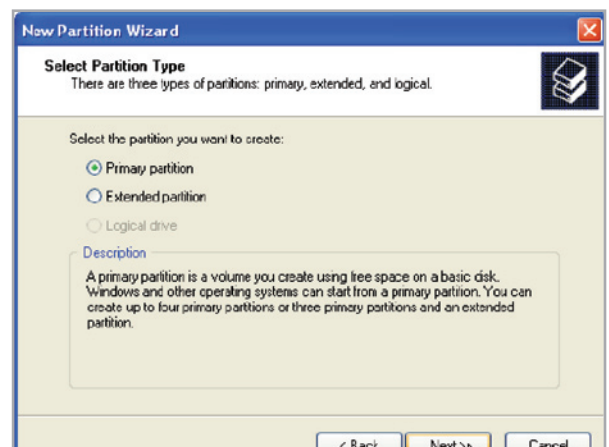 New Partition Wizard
Select Partition Type
There are three types of partitions: primary, extended, and logical.
Select the partition you want to create:
Primary partition
Extended partition
Logical drive
Description
A primary partition is a volume you create using free space on a basic disk.
Windows and other operating systems can start from a primary partition. You can
create up to four primary partitions or three primary partitions and an extended
partition.
< Back Next > Cancel